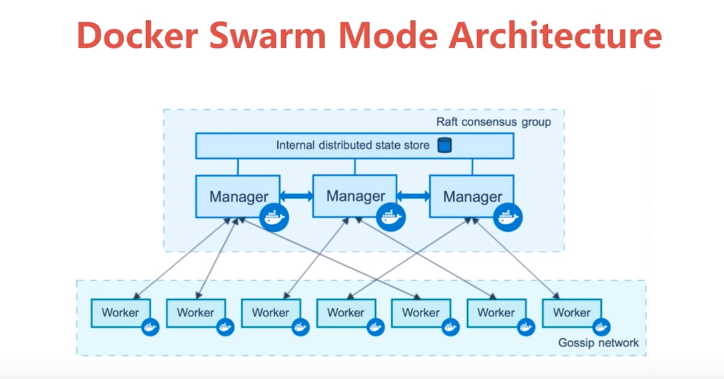 Docker Swarm Mode Architecture
Raft consensus group
Internal distributed state store
Manager
Manager
Manager
Worker
Worker
Worker
Worker
Worker
Worker
Worker
Gossip network